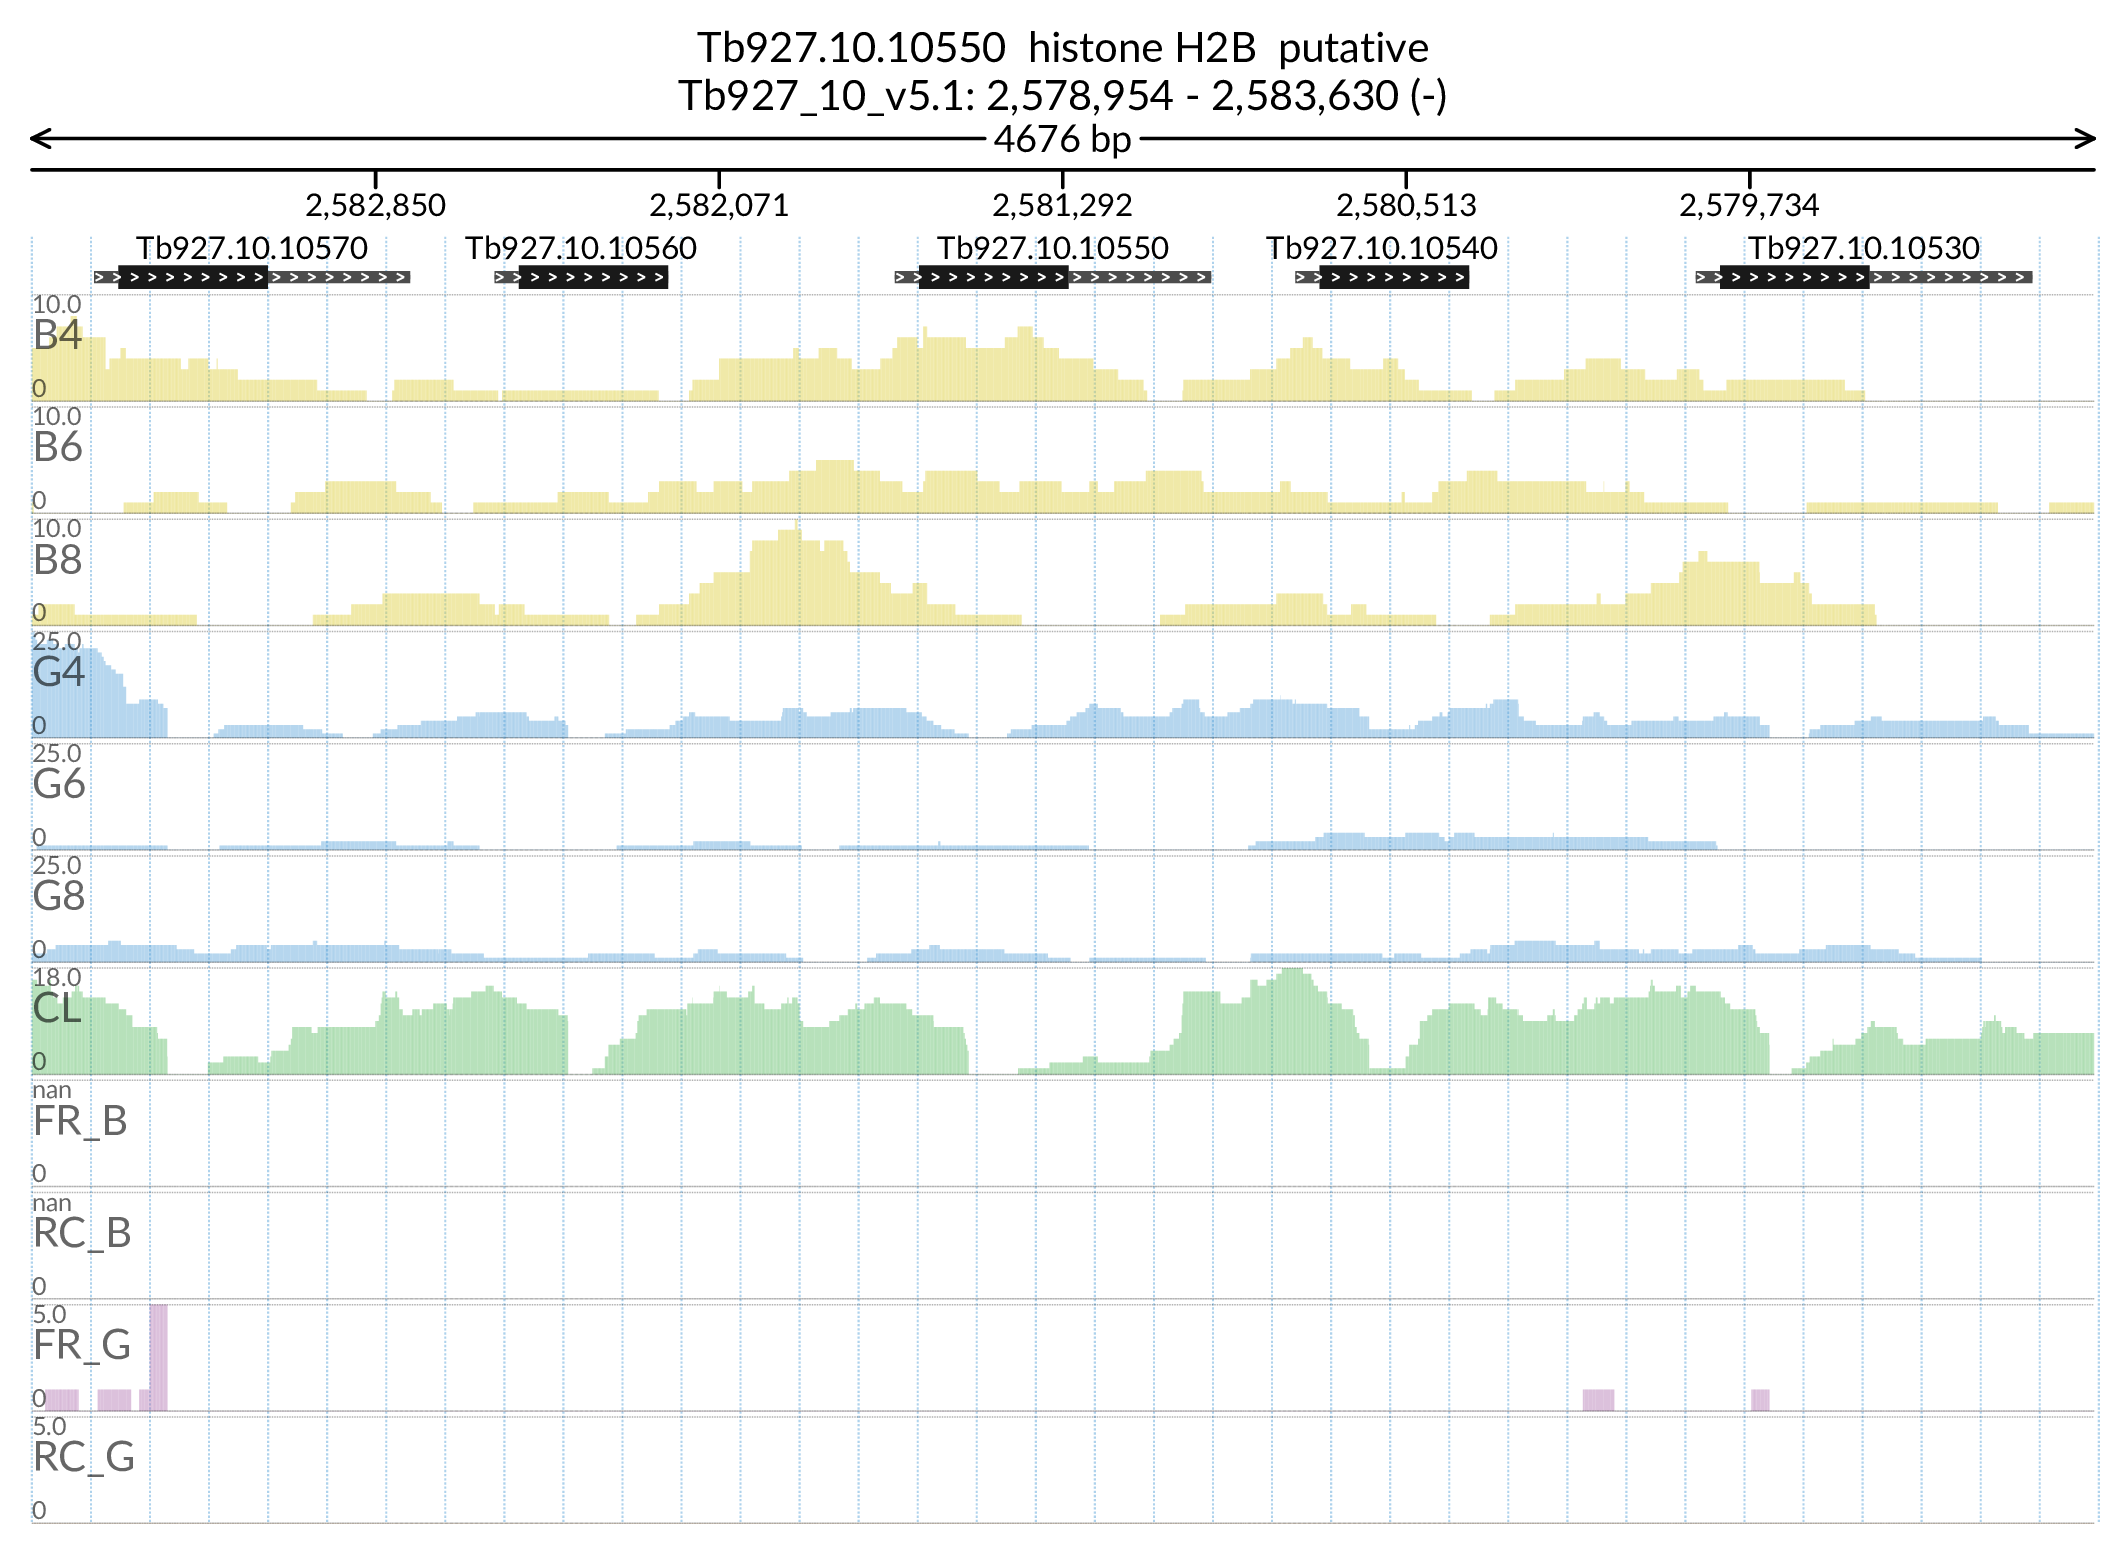 Tb927.10.10550  histone H2B  putative
Tb927_10_v5.1: 2,578,954 - 2,583,630 (-)
4676 bp
2,582,850 2,582,071 2,581,292 2,580,513 2,579,734
Tb927.10.10570 Tb927.10.10560 Tb927.10.10550 Tb927.10.10540 Tb927.10.10530
10.0
B4
0
10.0
B6
0
10.0
B8
0
25.0
G4
0
25.0
G6
0
25.0
G8
0
18.0
CL
0
nan
FR_B
0
nan
RC_B
0
5.0
FR_G
0
5.0
RC_G
0